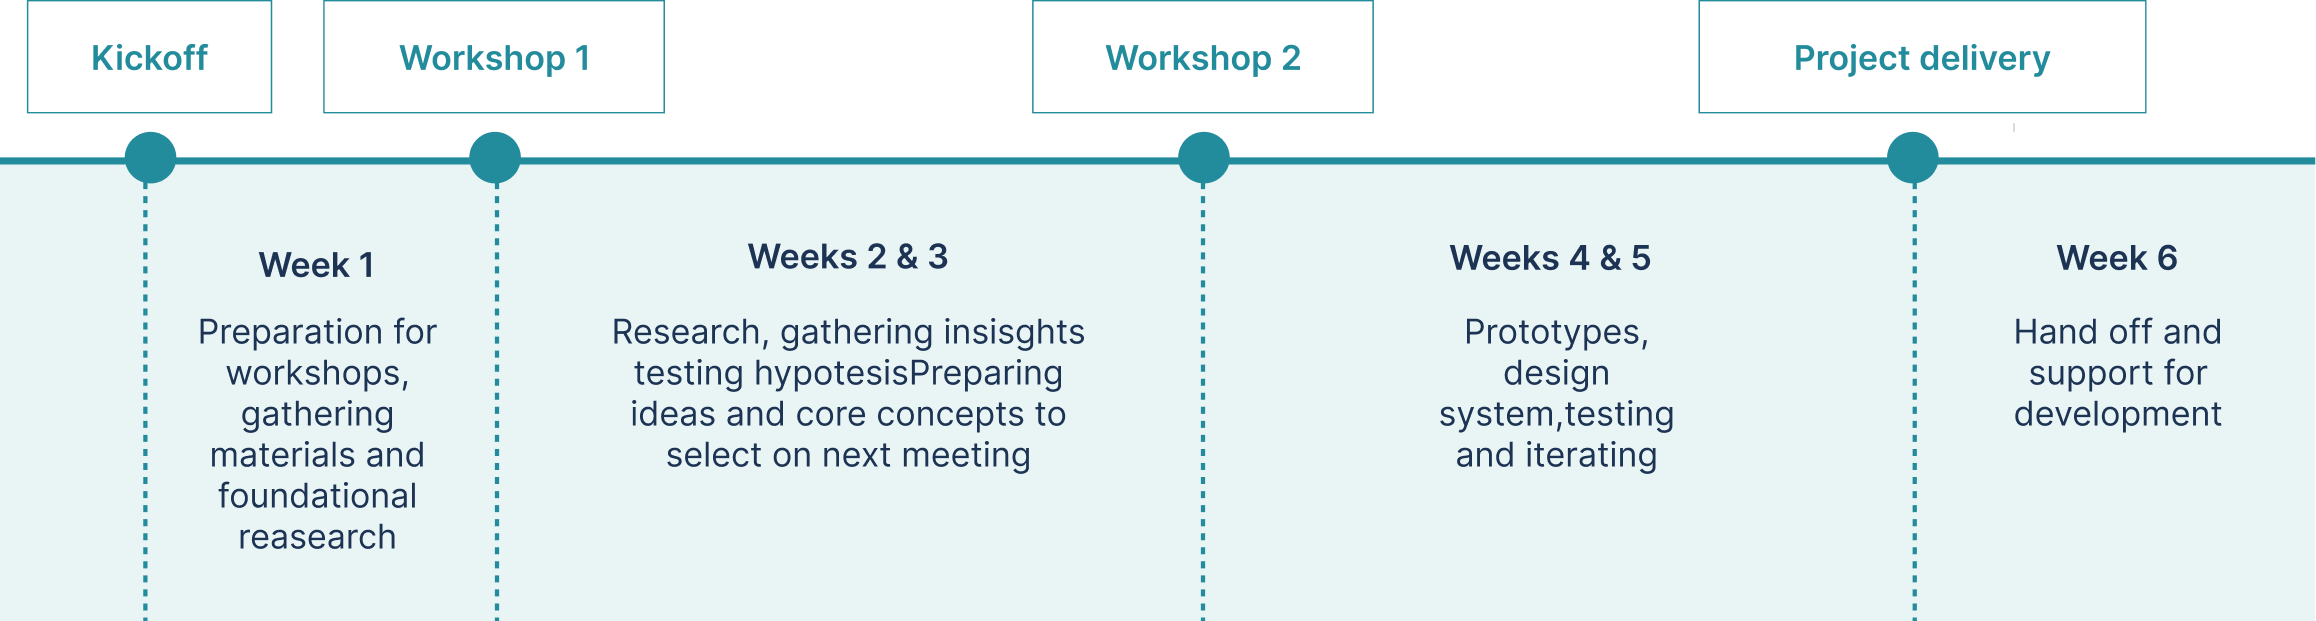 Kickoff
Workshop 1
Workshop 2
Project delivery
Week 1
Preparation for
workshops,
gathering
materials and
foundational
reasearch
Weeks 2 & 3
Research, gathering insisghts
testing hypotesisPreparing
ideas and core concepts to
select on next meeting
Weeks 4 & 5
Prototypes,
design
system,testing
and iterating
Week 6
Hand off and
support for
development